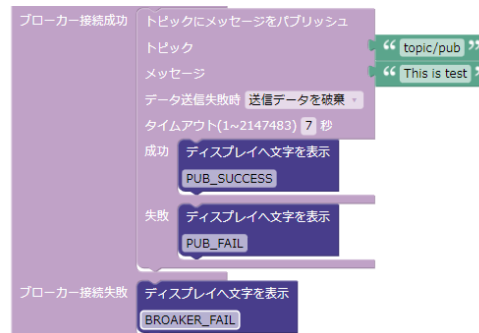 ブローカー接続成功 トピックにメッセージをパブリッシュ
トピック “ topic/pub ”
メッセージ “ This is test ”
データ送信失敗時 送信データを破棄
タイムアウト(1~2147483) 7 秒
成功 ディスプレイへ文字を表示
PUB_SUCCESS
失敗 ディスプレイへ文字を表示
PUB_FAIL
ブローカー接続失敗 ディスプレイへ文字を表示
BROAKER_FAIL